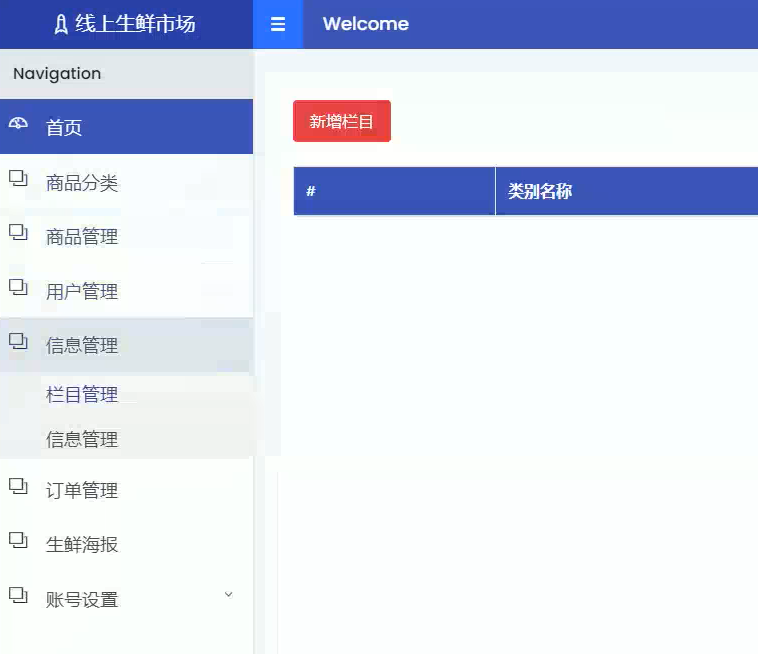 线上生鲜市场
Welcome
Navigation
首页
商品分类
商品管理
用户管理
信息管理
栏目管理
信息管理
订单管理
生鲜海报
账号设置
新增栏目
# 类别名称